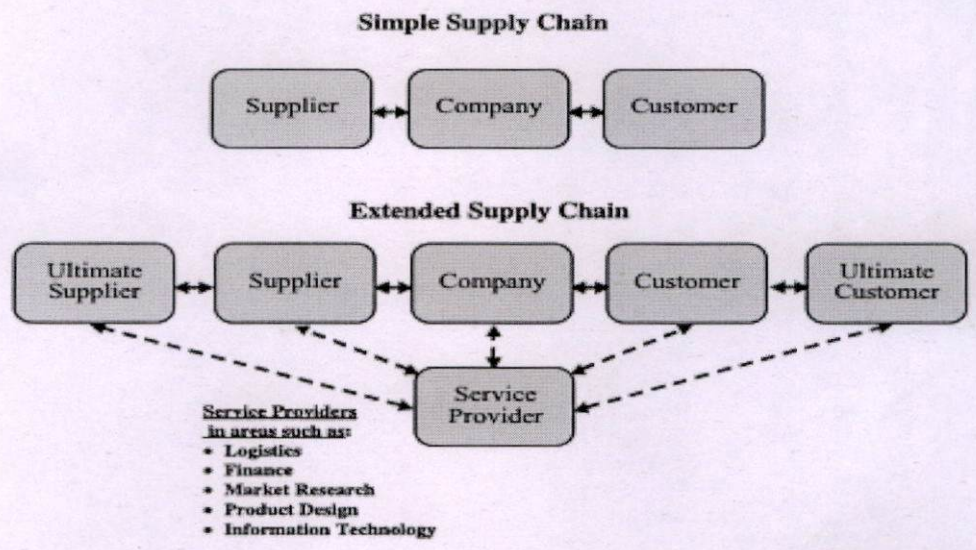 Simple Supply Chain
Supplier
Company
Customer
Extended Supply Chain
Ultimate
Supplier
Supplier
Company
Customer
Ultimate
Customer
Service
Provider
Service Providers
in areas such as:
• Logistics
• Finance
• Market Research
• Product Design
• Information Technology